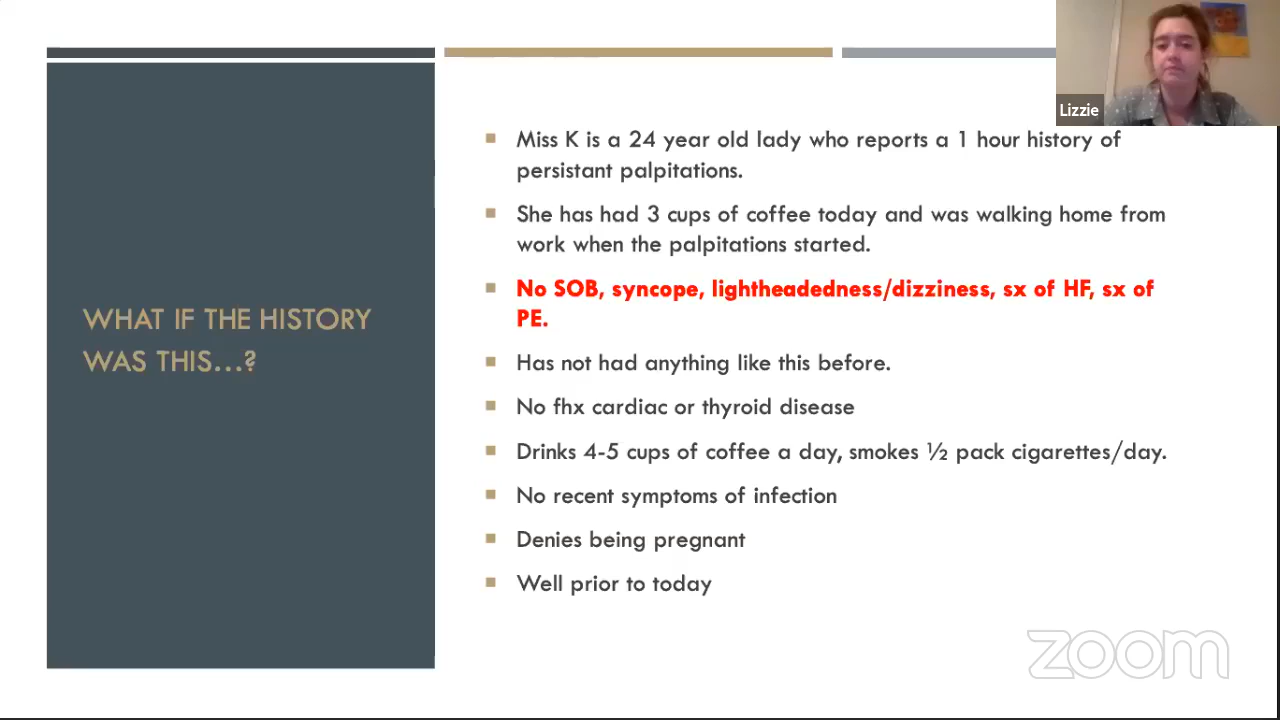 Lizzie
WHAT IF THE HISTORY
WAS THIS...?
Miss K is a 24 year old lady who reports a 1 hour history of
persistant palpitations.
She has had 3 cups of coffee today and was walking home from
work when the palpitations started.
No SOB, syncope, lightheadedness/dizziness, sx of HF, sx of
PE.
Has not had anything like this before.
No fhx cardiac or thyroid disease
Drinks 4-5 cups of coffee a day, smokes ½ pack cigarettes/day.
No recent symptoms of infection
Denies being pregnant
Well prior to today
zoom